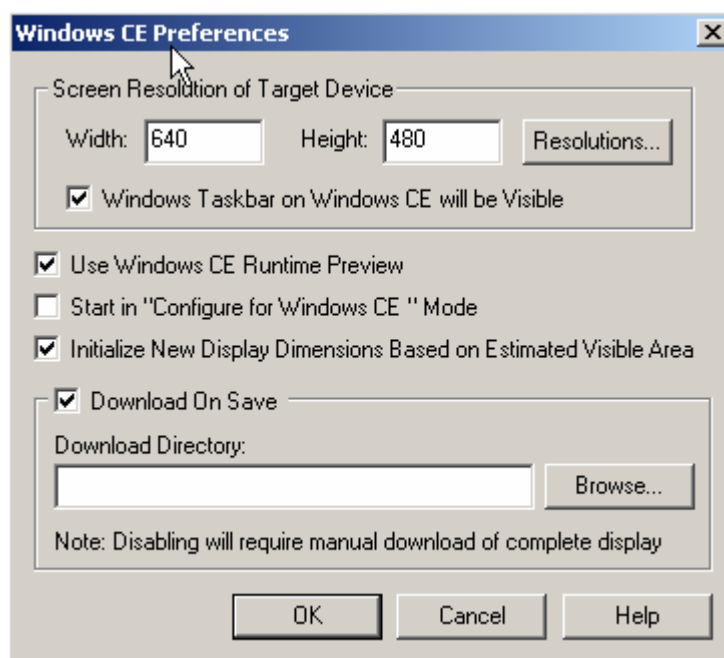 Windows CE Preferences
Screen Resolution of Target Device
Width: 640 Height: 480 Resolutions...
Windows Taskbar on Windows CE will be Visible
Use Windows CE Runtime Preview
Start in "Configure for Windows CE " Mode
Initialize New Display Dimensions Based on Estimated Visible Area
Download On Save
Download Directory:
Browse...
Note: Disabling will require manual download of complete display
OK Cancel Help